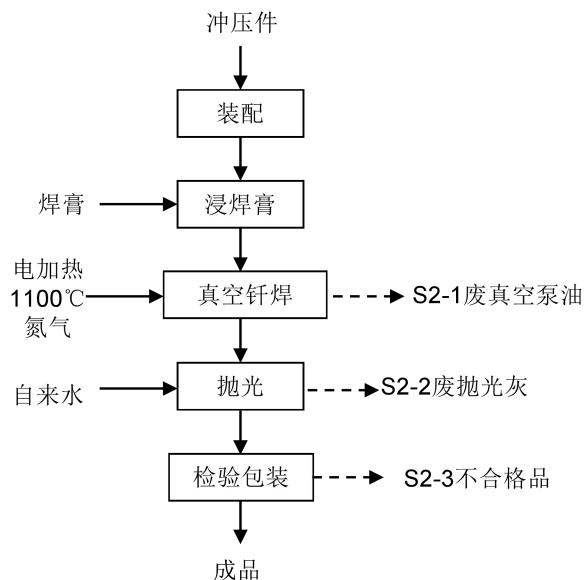 冲压件
装配
焊膏
浸焊膏
电加热
1100℃
氮气
真空钎焊
S2-1废真空泵油
自来水
抛光
S2-2废抛光灰
检验包装
S2-3不合格品
成品